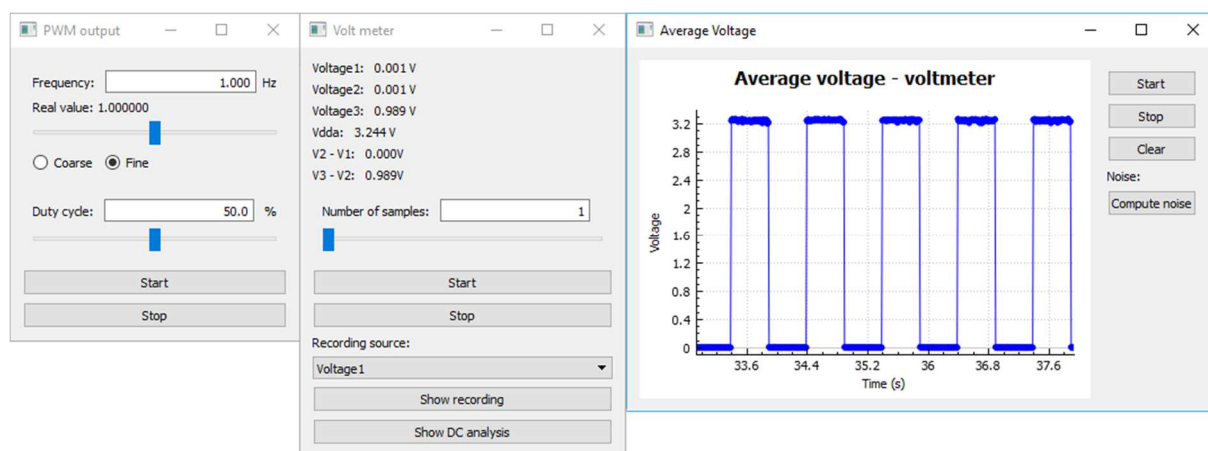 PWM output
Frequency: 1.000 Hz
Real value: 1.000000
Coarse Fine
Duty cycle: 50.0 %
Start
Stop
Volt meter
Voltage1: 0.001 V
Voltage2: 0.001 V
Voltage3: 0.989 V
Vdda: 3.244 V
V2 - V1: 0.000V
V3 - V2: 0.989V
Number of samples: 1
Start
Stop
Recording source:
Voltage1
Show recording
Show DC analysis
Average Voltage
Average voltage - voltmeter
Voltage
3.2
2.8
2.4
2
1.6
1.2
0.8
0.4
0
33.6 34.4 35.2 36 36.8 37.6
Time (s)
Start
Stop
Clear
Noise:
Compute noise